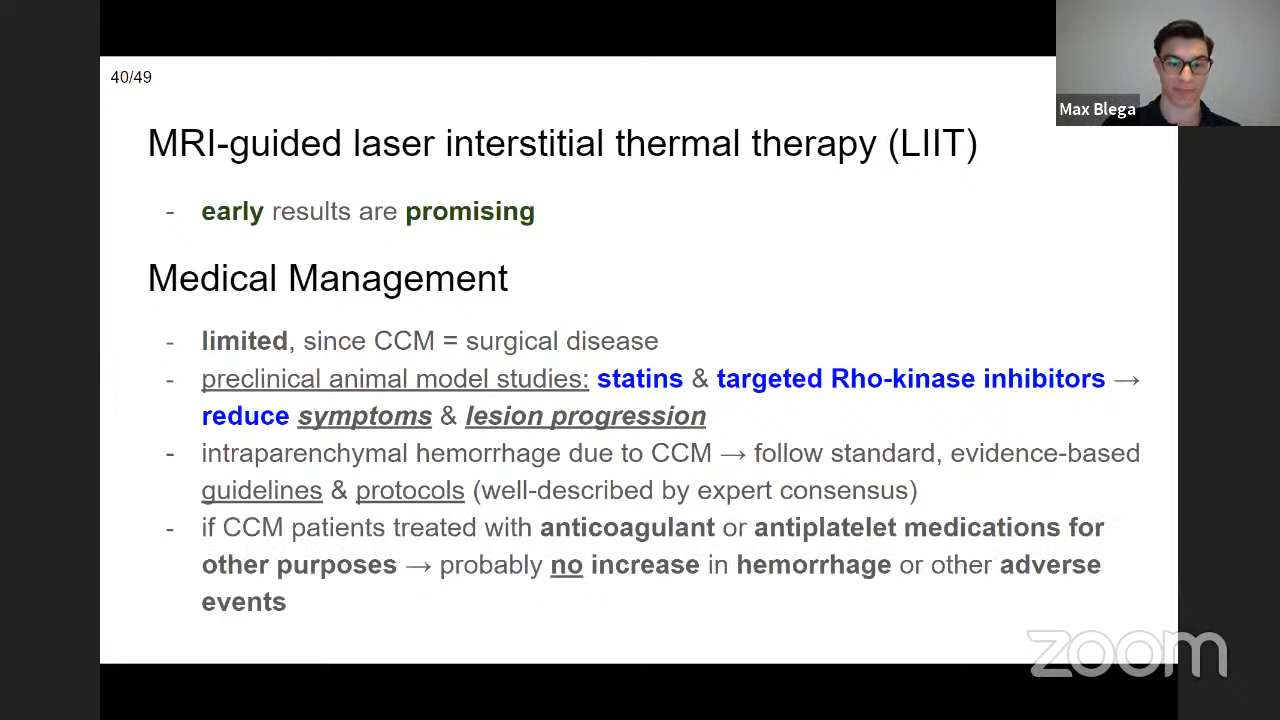 40/49
Max Blega
MRI-guided laser interstitial thermal therapy (LIIT)
- early results are promising
Medical Management
- limited, since CCM = surgical disease
- preclinical animal model studies: statins & targeted Rho-kinase inhibitors →
reduce symptoms & lesion progression
- intraparenchymal hemorrhage due to CCM → follow standard, evidence-based
guidelines & protocols (well-described by expert consensus)
- if CCM patients treated with anticoagulant or antiplatelet medications for
other purposes → probably no increase in hemorrhage or other adverse
events
zoom